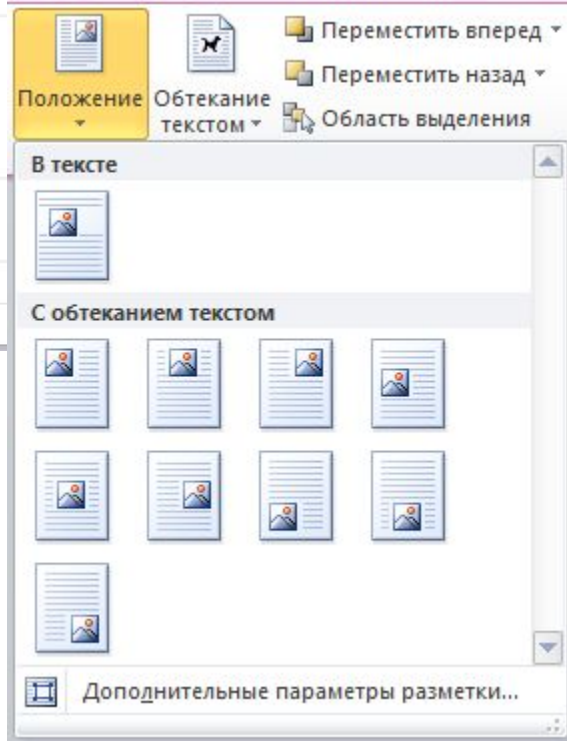 Положение
Обтекание
текстом
Переместить вперед
Переместить назад
Область выделения
В тексте
С обтеканием текстом
Дополнительные параметры разметки...